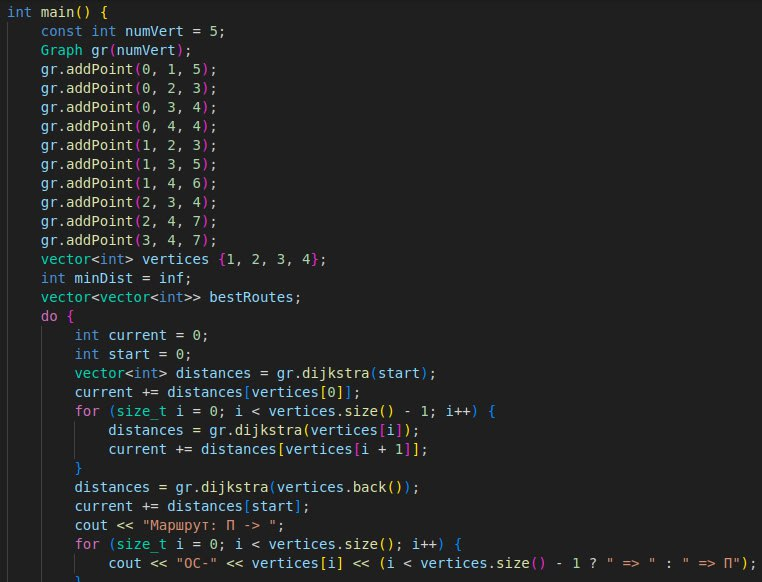 int main() {
    const int numVert = 5;
    Graph gr(numVert);
    gr.addPoint(0, 1, 5);
    gr.addPoint(0, 2, 3);
    gr.addPoint(0, 3, 4);
    gr.addPoint(0, 4, 4);
    gr.addPoint(1, 2, 3);
    gr.addPoint(1, 3, 5);
    gr.addPoint(1, 4, 6);
    gr.addPoint(2, 3, 4);
    gr.addPoint(2, 4, 7);
    gr.addPoint(3, 4, 7);
    vector<int> vertices {1, 2, 3, 4};
    int minDist = inf;
    vector<vector<int>> bestRoutes;
    do {
        int current = 0;
        int start = 0;
        vector<int> distances = gr.dijkstra(start);
        current += distances[vertices[0]];
        for (size_t i = 0; i < vertices.size() - 1; i++) {
            distances = gr.dijkstra(vertices[i]);
            current += distances[vertices[i + 1]];
        }
        distances = gr.dijkstra(vertices.back());
        current += distances[start];
        cout << "Маршрут: П -> ";
        for (size_t i = 0; i < vertices.size(); i++) {
            cout << "ОС-" << vertices[i] << (i < vertices.size() - 1 ? " => " : " => П");
        }